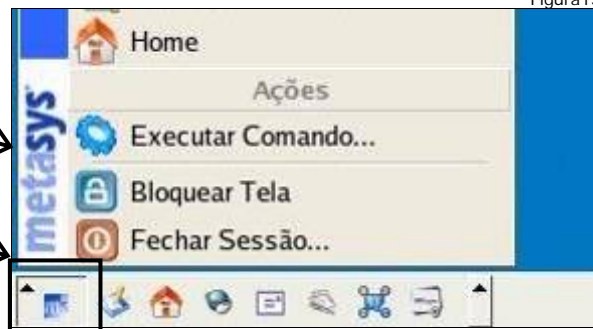 Home
Ações
Executar Comando...
Bloquear Tela
Fechar Sessão...
metasys